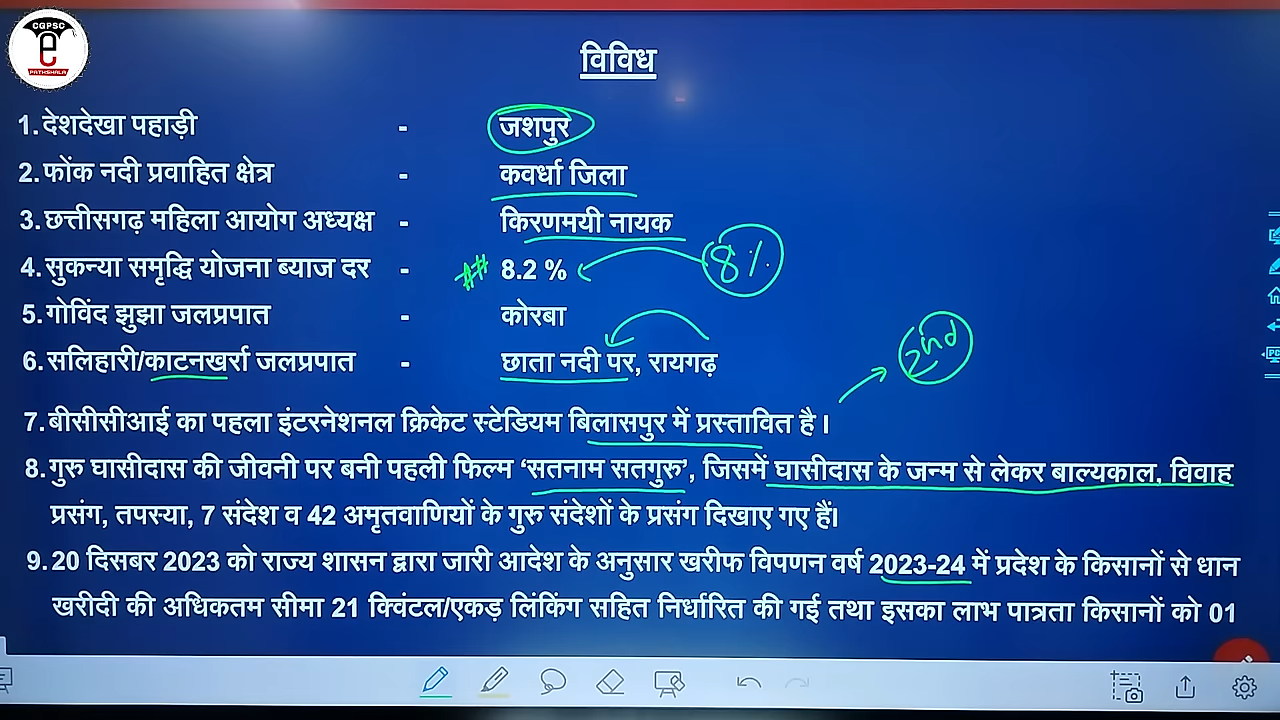 CGPSC
e
PATHSHALA
विविध
1. देशदेखा पहाड़ी - जशपुर
2. फोंक नदी प्रवाहित क्षेत्र - कवर्धा जिला
3. छत्तीसगढ़ महिला आयोग अध्यक्ष - किरणमयी नायक
4. सुकन्या समृद्धि योजना ब्याज दर - ## 8.2 % 8%
5. गोविंद झुझा जलप्रपात - कोरबा
6. सलिहारी/काटनखर्रा जलप्रपात - छाता नदी पर, रायगढ़
2nd
7. बीसीसीआई का पहला इंटरनेशनल क्रिकेट स्टेडियम बिलासपुर में प्रस्तावित है।
8. गुरु घासीदास की जीवनी पर बनी पहली फिल्म 'सतनाम सतगुरु', जिसमें घासीदास के जन्म से लेकर बाल्यकाल, विवाह
प्रसंग, तपस्या, 7 संदेश व 42 अमृतवाणियों के गुरु संदेशों के प्रसंग दिखाए गए हैं।
9. 20 दिसबर 2023 को राज्य शासन द्वारा जारी आदेश के अनुसार खरीफ विपणन वर्ष 2023-24 में प्रदेश के किसानों से धान
खरीदी की अधिकतम सीमा 21 क्विंटल/एकड़ लिंकिंग सहित निर्धारित की गई तथा इसका लाभ पात्रता किसानों को 01